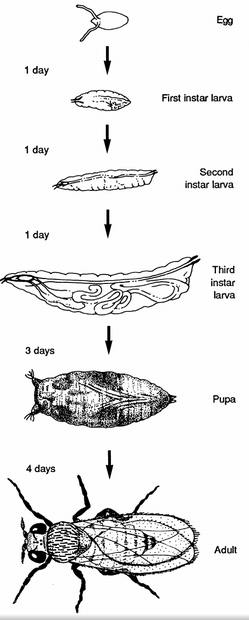 Egg
1 day
First instar larva
1 day
Second
instar larva
1 day
Third
instar
larva
3 days
Pupa
4 days
Adult